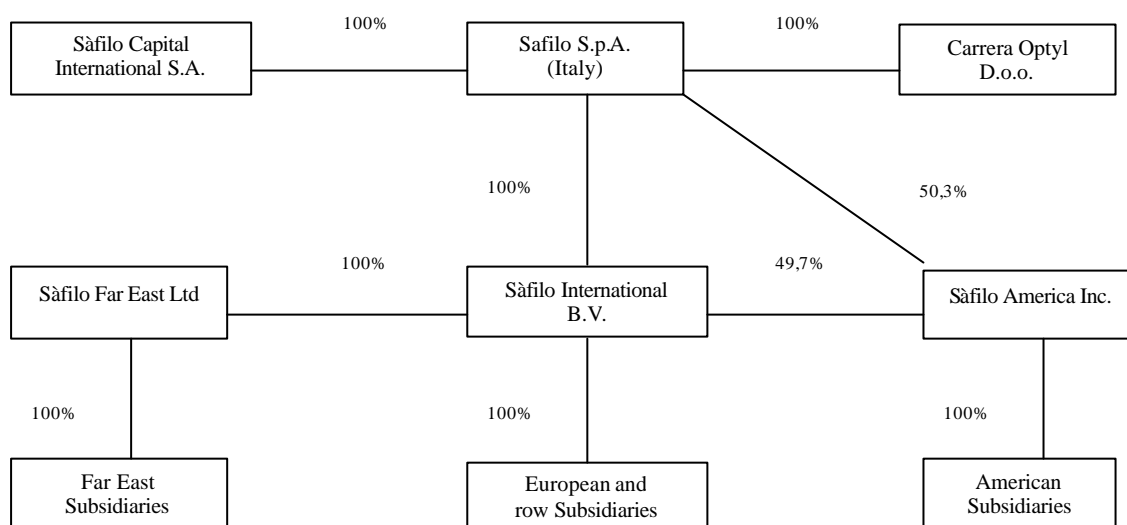 100%
100%
Sàfilo Capital
International S.A.
Safilo S.p.A.
(Italy)
Carrera Optyl
D.o.o.
100%
50,3%
100%
49,7%
Sàfilo Far East Ltd
Sàfilo International
B.V.
Sàfilo America Inc.
100%
100%
100%
Far East
Subsidiaries
European and
row Subsidiaries
American
Subsidiaries